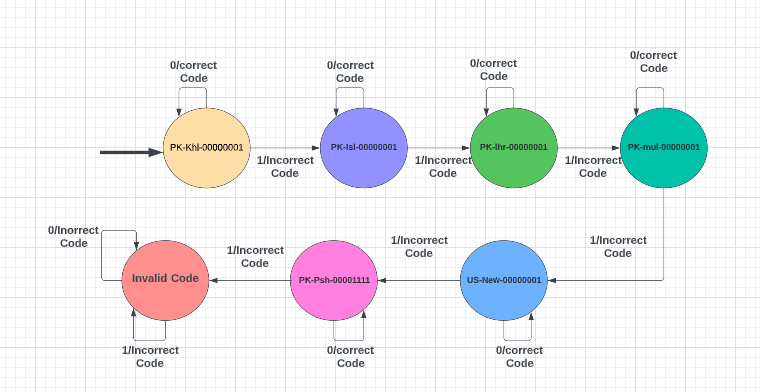 0/correct
Code
0/correct
Code
0/correct
Code
0/correct
Code
PK-Khl-00000001
PK-Isl-00000001
PK-lhr-00000001
PK-mul-00000001
1/Incorrect
Code
1/Incorrect
Code
1/Incorrect
Code
0/Inorrect
Code
1/Incorrect
Code
1/Incorrect
Code
1/Incorrect
Code
Invalid Code
PK-Psh-00001111
US-New-00000001
1/Incorrect
Code
0/correct
Code
0/correct
Code